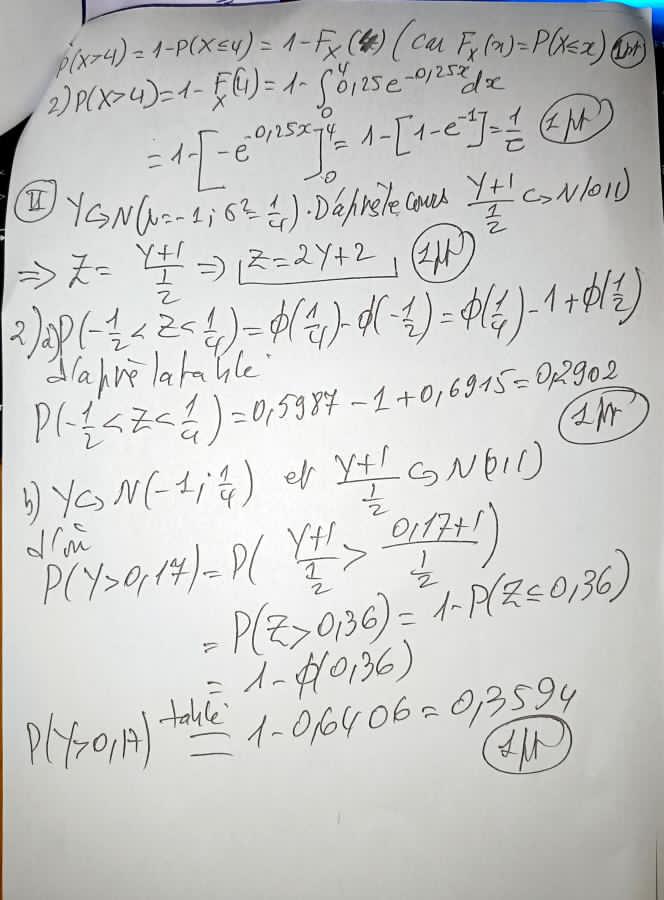 P(X>4) = 1-P(X≤4) = 1-F_X(4) (Car F_X(x)=P(X≤x)
2) P(X>4) = 1- F_X(4) = 1- ∫_0^4 0,25 e^{-0,25x} dx
= 1-[-e^{-0,25x}]_0^4 = 1-[1-e^{-1}] = 1/e 1pt
II Y↪N(μ=-1; σ²=1/4). D'après le cours (Y+1)/(1/2) ↪ N(0,1)
⇒ Z = (Y+1)/(1/2) ⇒ Z=2Y+2 1pt
2) a) P(-1/2 < Z < 1/4) = ϕ(1/4)-ϕ(-1/2) = ϕ(1/4)-1+ϕ(1/2)
d'après la table
P(-1/2 < Z < 1/4) = 0,5987 - 1 + 0,6915 = 0,2902
1pt
b) Y↪N(-1; 1/4) et (Y+1)/(1/2) ↪ N(0,1)
d'où
P(Y>0,17) = P((Y+1)/(1/2) > (0,17+1)/(1/2))
= P(Z>0,36) = 1-P(Z≤0,36)
= 1-ϕ(0,36)
P(Y>0,17) table = 1-0,6406 = 0,3594
1pt